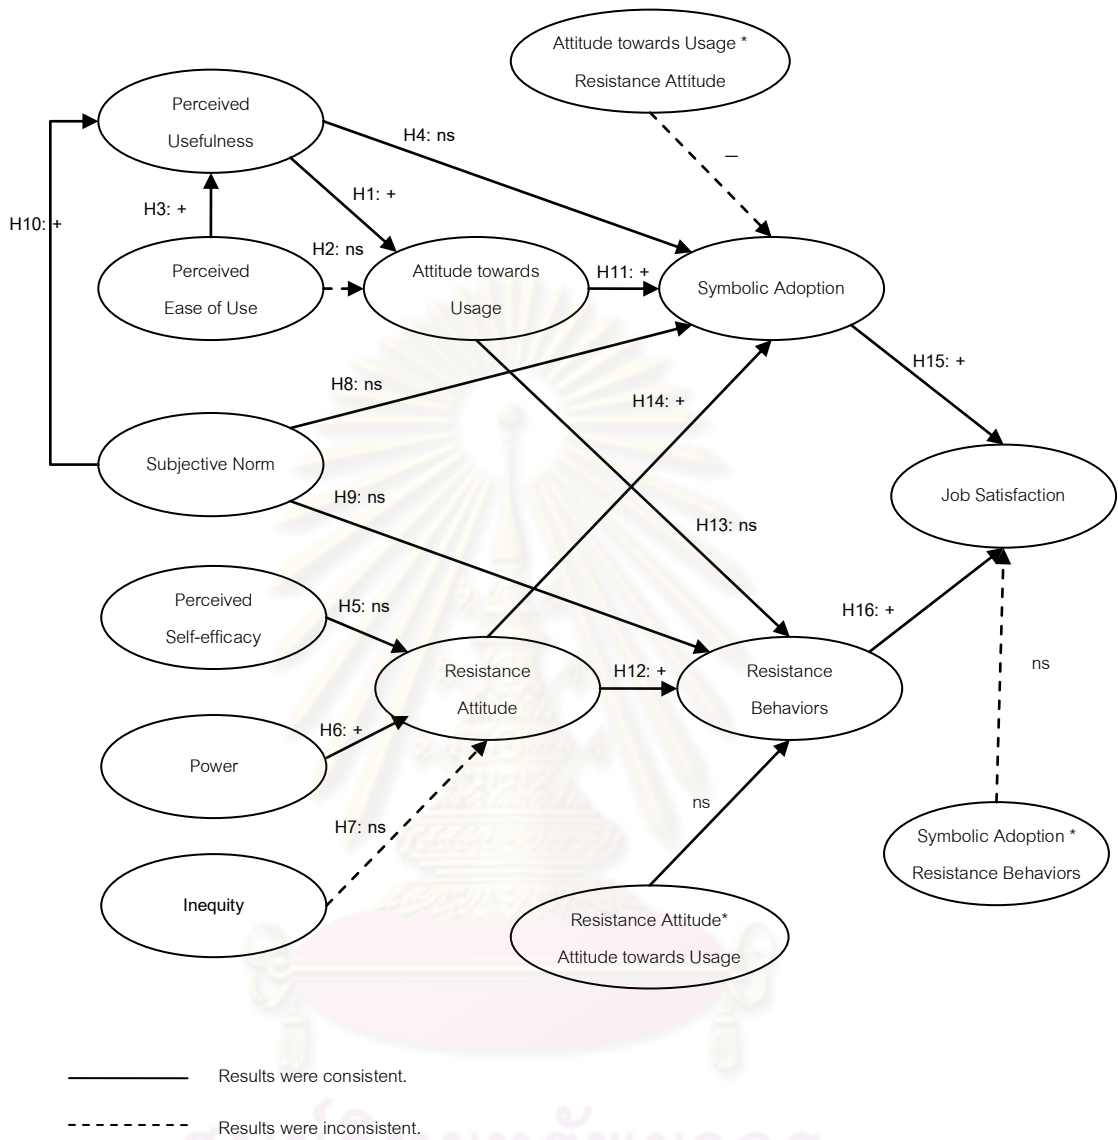 Attitude towards Usage *
Resistance Attitude
Perceived
Usefulness
H4: ns
–
H1: +
H3: +
H10: +
H2: ns
Perceived
Ease of Use
Attitude towards
Usage
H11: +
Symbolic Adoption
H15: +
H8: ns
H14: +
Subjective Norm
H9: ns
Job Satisfaction
H13: ns
Perceived
Self-efficacy
H5: ns
H16: +
Resistance
Attitude
H12: +
Resistance
Behaviors
ns
H6: +
Power
ns
H7: ns
Symbolic Adoption *
Resistance Behaviors
Inequity
Resistance Attitude*
Attitude towards Usage
Results were consistent.
Results were inconsistent.